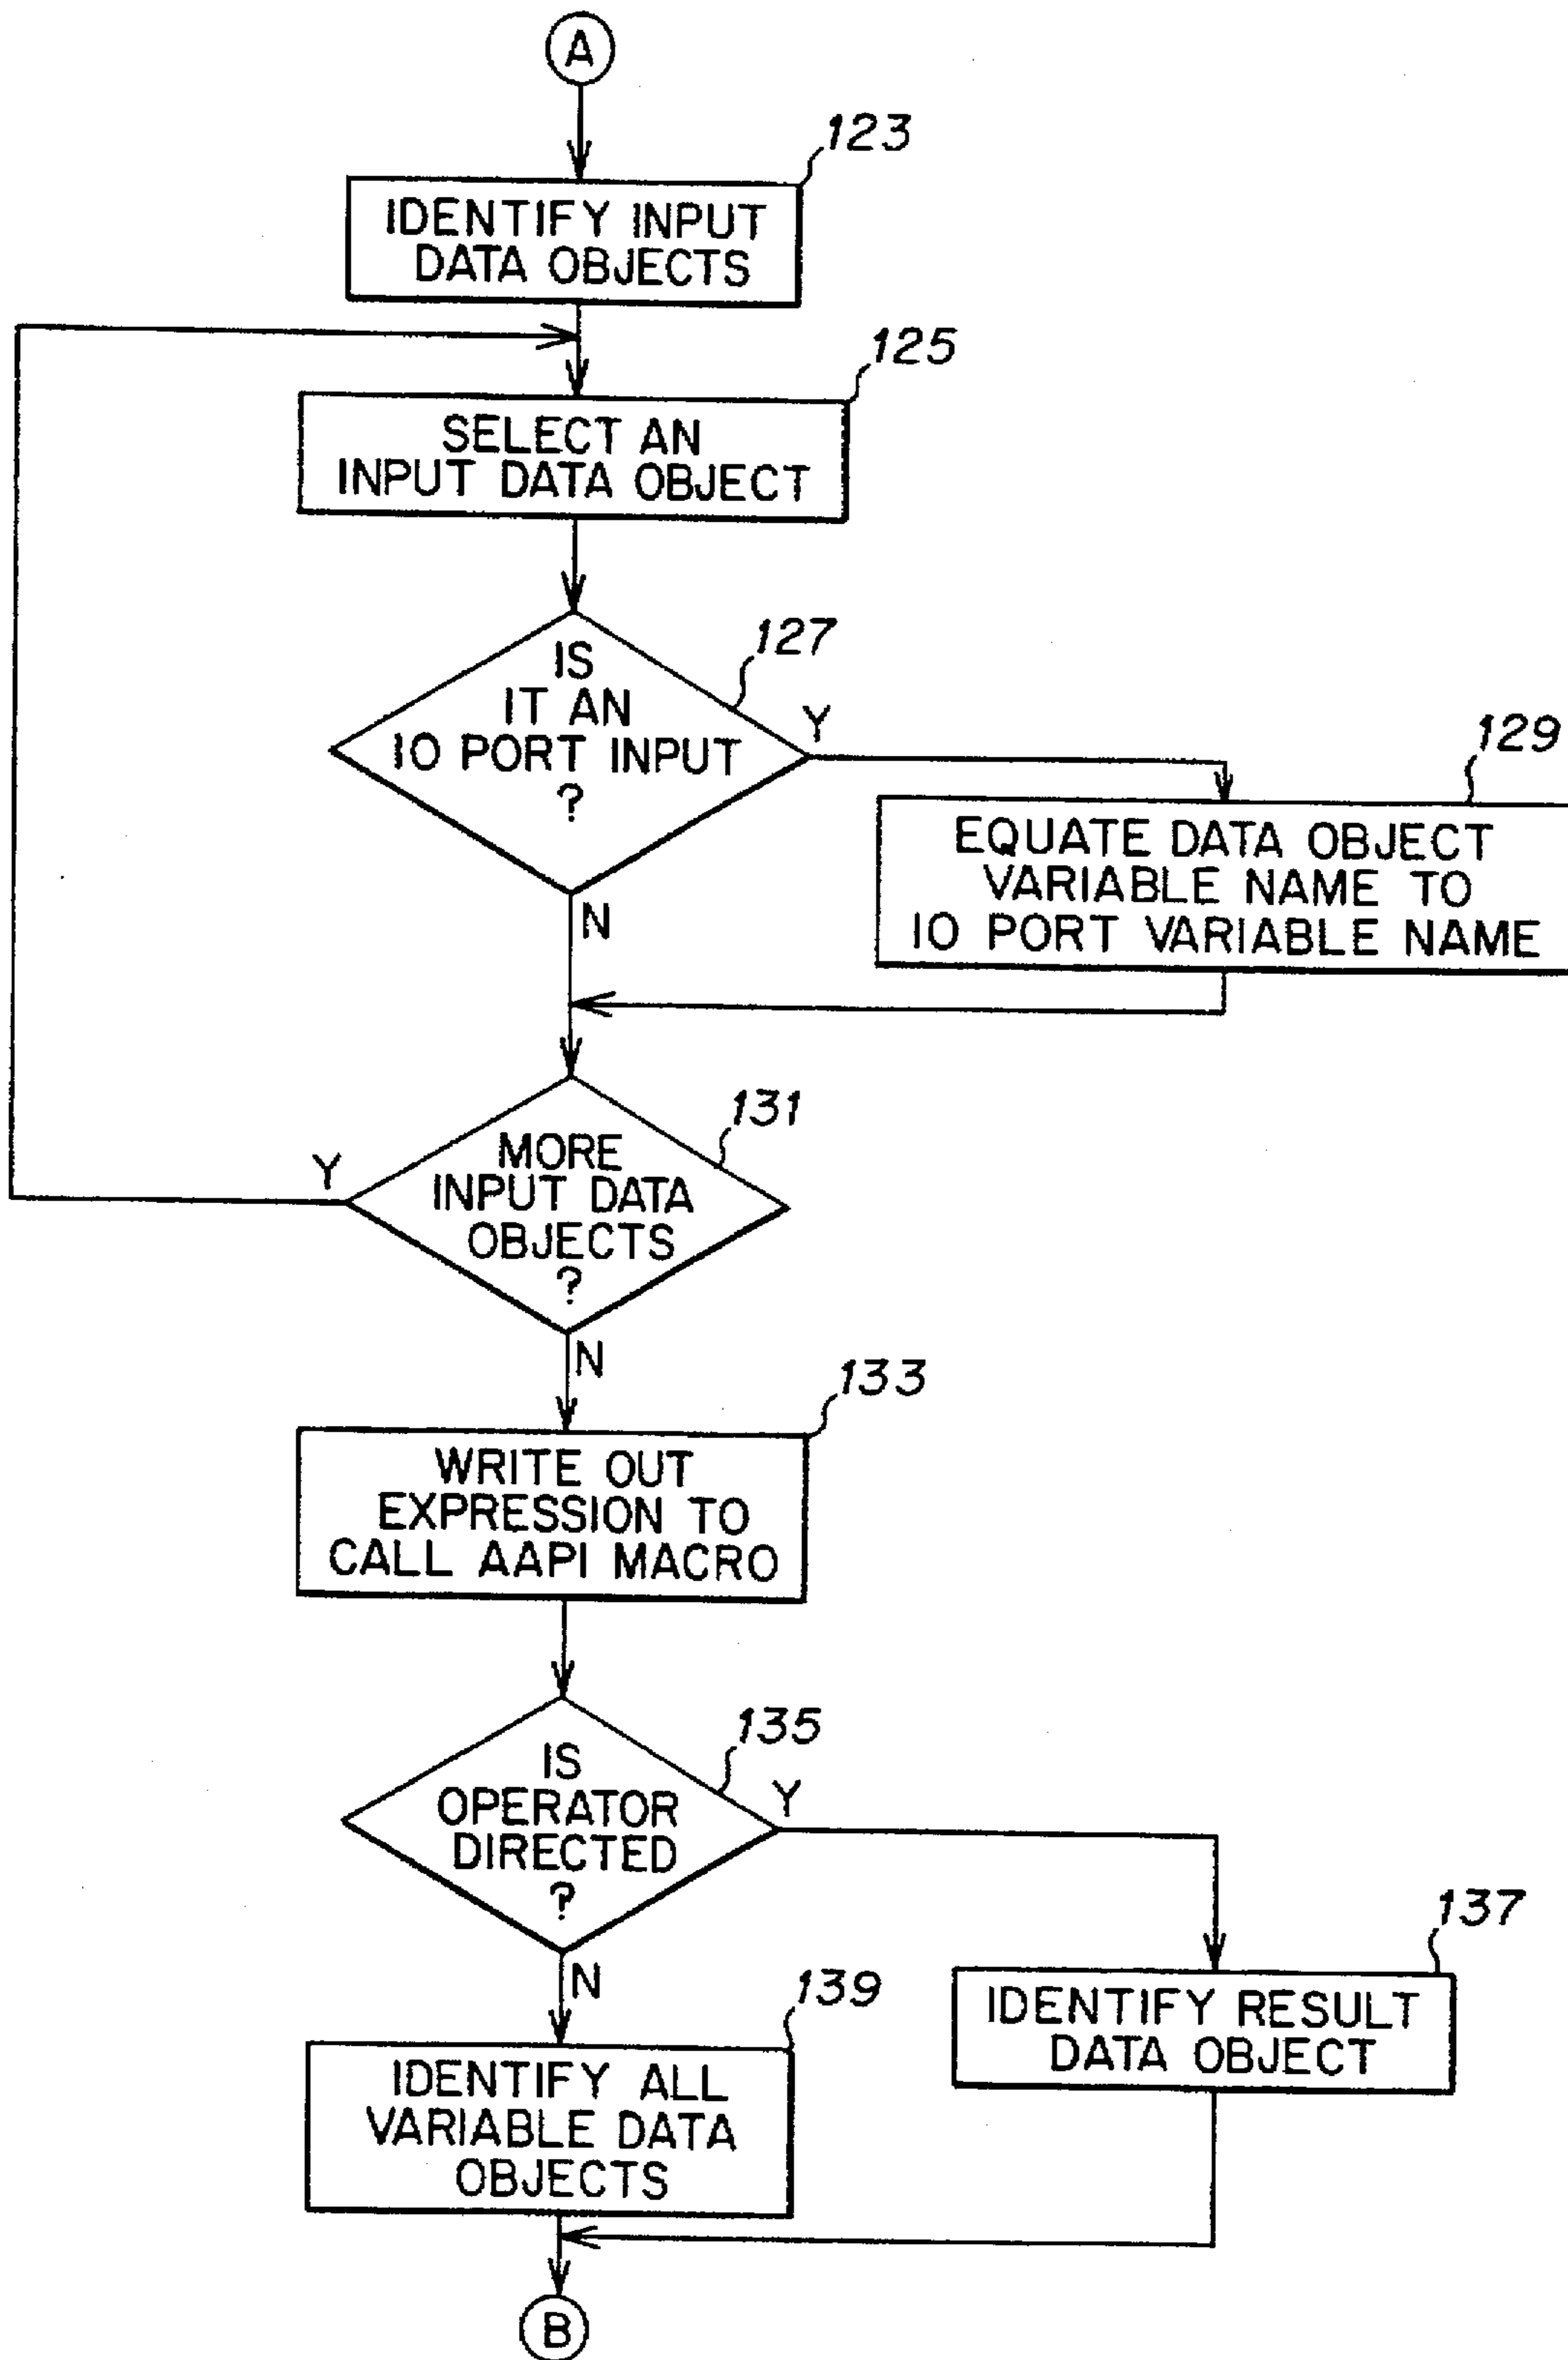 A
123
IDENTIFY INPUT
DATA OBJECTS
125
SELECT AN
INPUT DATA OBJECT
127
IS
IT AN
IO PORT INPUT
?
Y
129
EQUATE DATA OBJECT
VARIABLE NAME TO
IO PORT VARIABLE NAME
N
131
MORE
INPUT DATA
OBJECTS
?
Y
N
133
WRITE OUT
EXPRESSION TO
CALL AAPI MACRO
135
IS
OPERATOR
DIRECTED
?
Y
137
IDENTIFY RESULT
DATA OBJECT
N
139
IDENTIFY ALL
VARIABLE DATA
OBJECTS
B